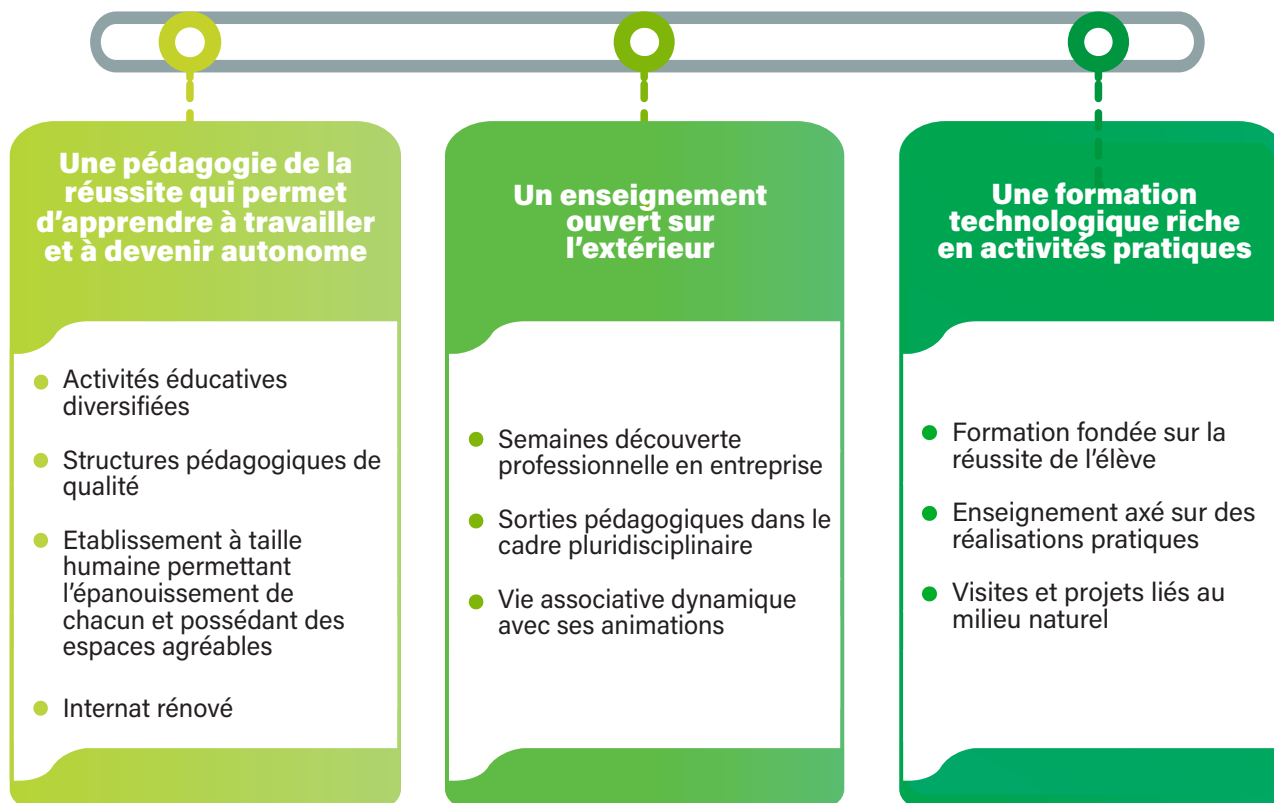 Une pédagogie de la
réussite qui permet
d'apprendre à travailler
et à devenir autonome
Activités éducatives
diversifiées
Structures pédagogiques de
qualité
Etablissement à taille
humaine permettant
l'épanouissement de
chacun et possédant des
espaces agréables
Internat rénové
Un enseignement
ouvert sur
l'extérieur
Semaines découverte
professionnelle en entreprise
Sorties pédagogiques dans le
cadre pluridisciplinaire
Vie associative dynamique
avec ses animations
Une formation
technologique riche
en activités pratiques
Formation fondée sur la
réussite de l'élève
Enseignement axé sur des
réalisations pratiques
Visites et projets liés au
milieu naturel